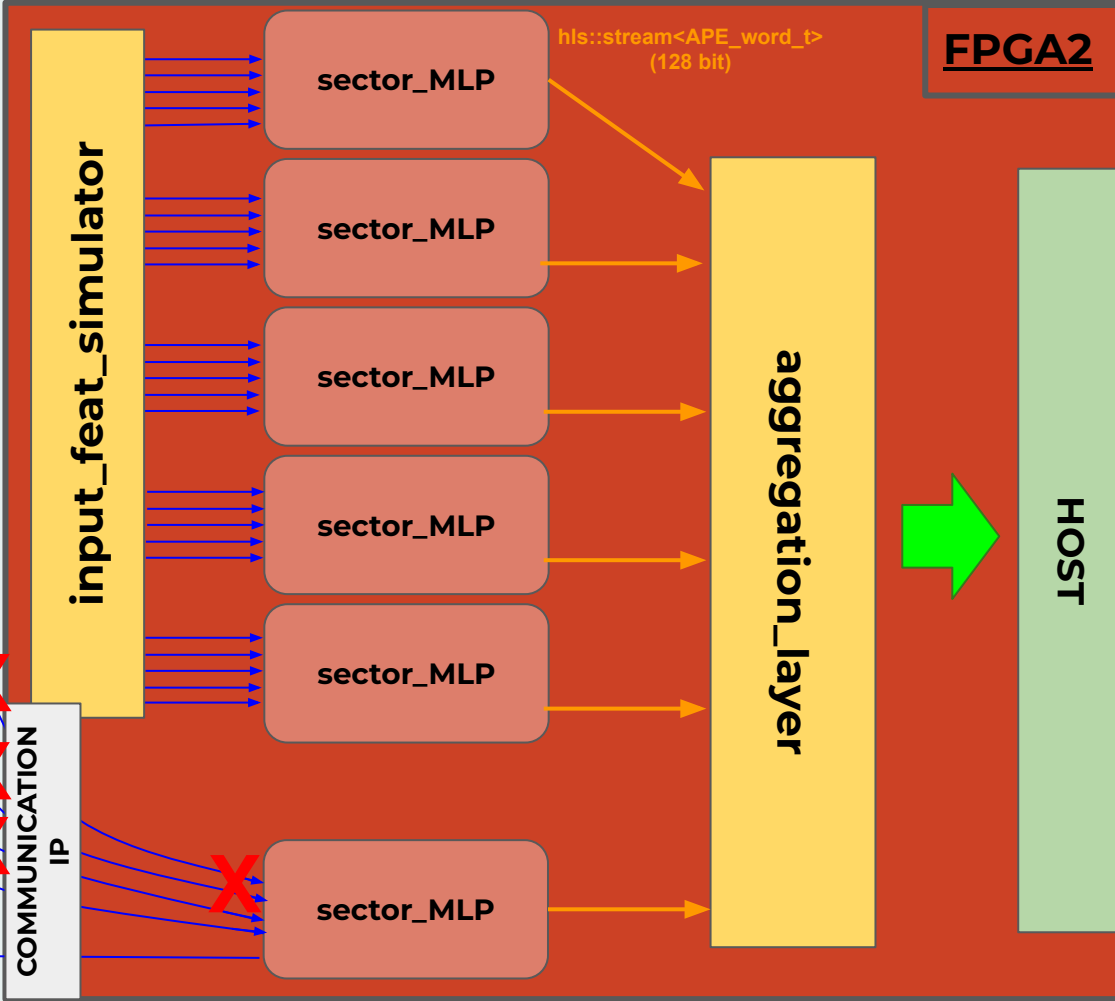 hls::stream<APE_word_t>
(128 bit)
FPGA2
input_feat_simulator
sector_MLP
sector_MLP
sector_MLP
sector_MLP
sector_MLP
sector_MLP
aggregation_layer
HOST
COMMUNICATION
IP
X